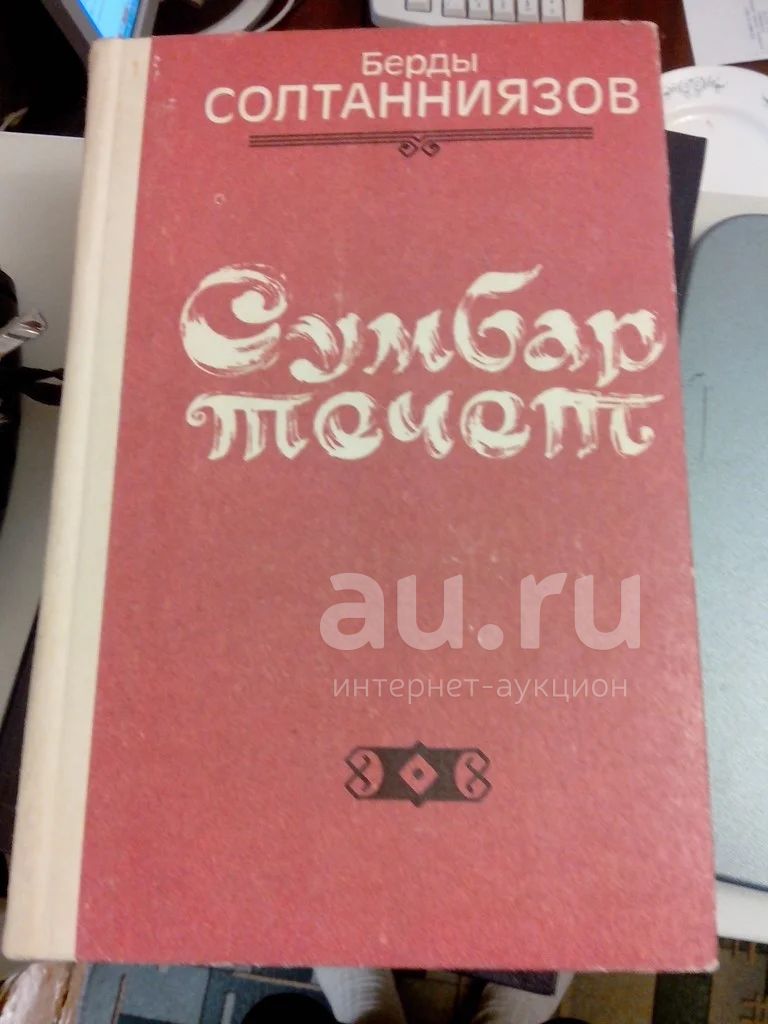 Берды
СОЛТАННИЯЗОВ
Сумбар
течет
au.ru
интернет-аукцион